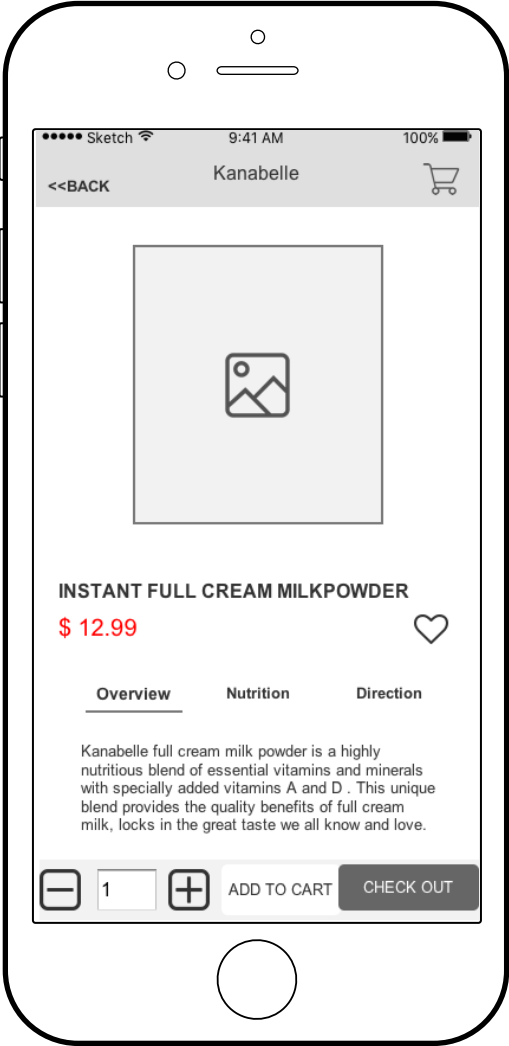 Sketch 9:41 AM 100%
Kanabelle
<<BACK
INSTANT FULL CREAM MILKPOWDER
$ 12.99
Overview Nutrition Direction
Kanabelle full cream milk powder is a highly
nutritious blend of essential vitamins and minerals
with specially added vitamins A and D . This unique
blend provides the quality benefits of full cream
milk, locks in the great taste we all know and love.
1 ADD TO CART CHECK OUT